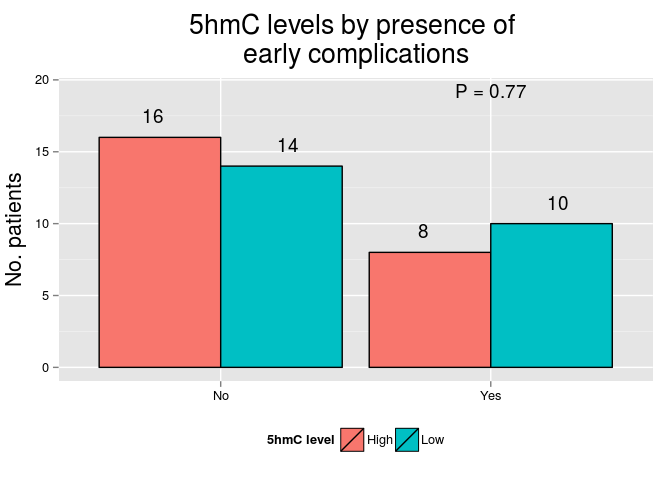 5hmC levels by presence of
early complications
20
P = 0.77
16
15
14
10
10
8
5
0
No. patients
No
Yes
5hmC level
High
Low